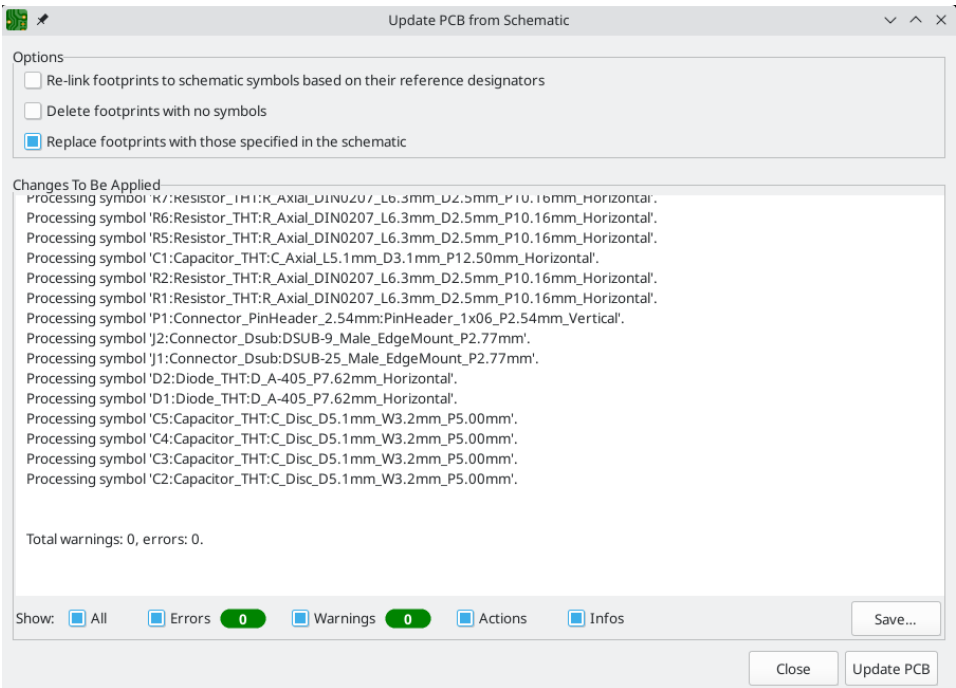 Update PCB from Schematic
Options
Re-link footprints to schematic symbols based on their reference designators
Delete footprints with no symbols
Replace footprints with those specified in the schematic
Changes To Be Applied
Processing symbol 'R7:Resistor_THT:R_Axial_DIN0207_L6.3mm_D2.5mm_P10.16mm_Horizontal'.
Processing symbol 'R6:Resistor_THT:R_Axial_DIN0207_L6.3mm_D2.5mm_P10.16mm_Horizontal'.
Processing symbol 'R5:Resistor_THT:R_Axial_DIN0207_L6.3mm_D2.5mm_P10.16mm_Horizontal'.
Processing symbol 'C1:Capacitor_THT:C_Axial_L5.1mm_D3.1mm_P12.50mm_Horizontal'.
Processing symbol 'R2:Resistor_THT:R_Axial_DIN0207_L6.3mm_D2.5mm_P10.16mm_Horizontal'.
Processing symbol 'R1:Resistor_THT:R_Axial_DIN0207_L6.3mm_D2.5mm_P10.16mm_Horizontal'.
Processing symbol 'P1:Connector_PinHeader_2.54mm:PinHeader_1x06_P2.54mm_Vertical'.
Processing symbol 'J2:Connector_Dsub:DSUB-9_Male_EdgeMount_P2.77mm'.
Processing symbol 'J1:Connector_Dsub:DSUB-25_Male_EdgeMount_P2.77mm'.
Processing symbol 'D2:Diode_THT:D_A-405_P7.62mm_Horizontal'.
Processing symbol 'D1:Diode_THT:D_A-405_P7.62mm_Horizontal'.
Processing symbol 'C5:Capacitor_THT:C_Disc_D5.1mm_W3.2mm_P5.00mm'.
Processing symbol 'C4:Capacitor_THT:C_Disc_D5.1mm_W3.2mm_P5.00mm'.
Processing symbol 'C3:Capacitor_THT:C_Disc_D5.1mm_W3.2mm_P5.00mm'.
Processing symbol 'C2:Capacitor_THT:C_Disc_D5.1mm_W3.2mm_P5.00mm'.
Total warnings: 0, errors: 0.
Show: All Errors 0 Warnings 0 Actions Infos Save...
Close Update PCB